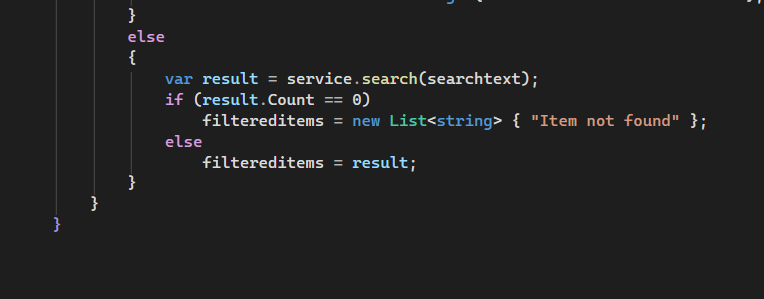 }
else
{
var result = service.search(searchtext);
if (result.Count == 0)
filtereditems = new List<string> { "Item not found" };
else
filtereditems = result;
}
}
}